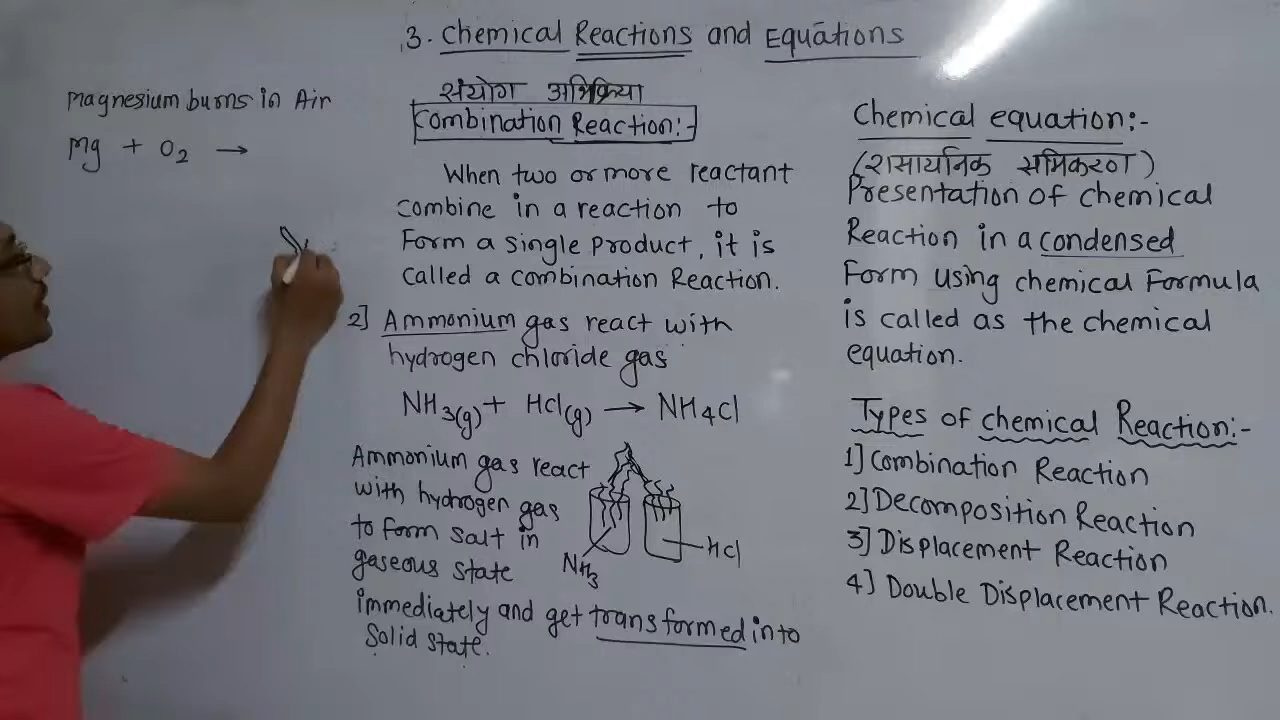 3. Chemical Reactions and Equations
Magnesium burns in Air
Mg + O2 →
संयोग अभिक्रिया
Combination Reaction:-
When two or more reactant
combine in a reaction to
Form a single product, it is
called a combination Reaction.
2] Ammonium gas react with
hydrogen chloride gas
NH3(g) + Hcl(g) → NH4Cl
Ammonium gas react
with hydrogen gas
to form salt in
gaseous state
immediately and get transformed into
Solid state.
NH3
Hcl
Chemical equation:-
(रासायनिक समिकरण)
Presentation of chemical
Reaction in a condensed
Form using chemical Formula
is called as the chemical
equation.
Types of chemical Reaction:-
1] Combination Reaction
2] Decomposition Reaction
3] Displacement Reaction
4] Double Displacement Reaction.